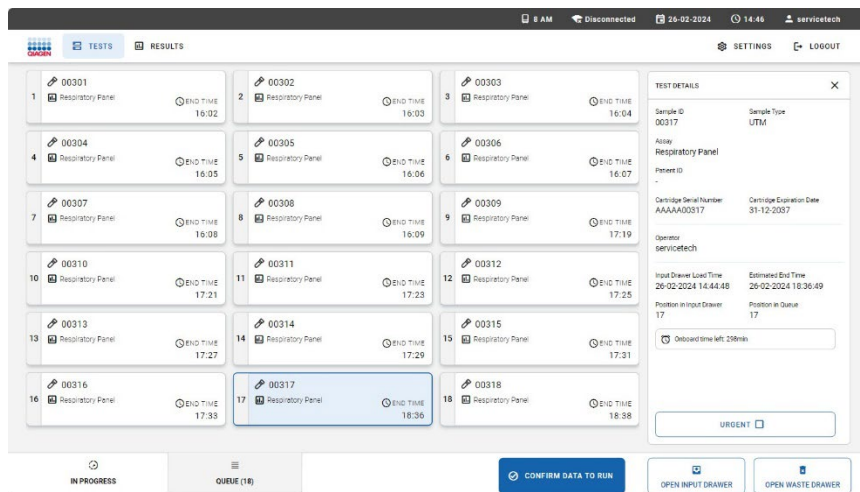 8 AM Disconnected 26-02-2024 14:46 servicetech
QIAGEN TESTS RESULTS SETTINGS LOGOUT
1 00301 Respiratory Panel END TIME 16:02
2 00302 Respiratory Panel END TIME 16:03
3 00303 Respiratory Panel END TIME 16:04
4 00304 Respiratory Panel END TIME 16:05
5 00305 Respiratory Panel END TIME 16:06
6 00306 Respiratory Panel END TIME 16:07
7 00307 Respiratory Panel END TIME 16:08
8 00308 Respiratory Panel END TIME 16:09
9 00309 Respiratory Panel END TIME 17:19
10 00310 Respiratory Panel END TIME 17:21
11 00311 Respiratory Panel END TIME 17:23
12 00312 Respiratory Panel END TIME 17:25
13 00313 Respiratory Panel END TIME 17:27
14 00314 Respiratory Panel END TIME 17:29
15 00315 Respiratory Panel END TIME 17:31
16 00316 Respiratory Panel END TIME 17:33
17 00317 Respiratory Panel END TIME 18:36
18 00318 Respiratory Panel END TIME 18:38
TEST DETAILS
Sample ID Sample Type
00317 UTM
Assay
Respiratory Panel
Patient ID
-
Cartridge Serial Number Cartridge Expiration Date
AAAAA00317 31-12-2037
Operator
servicetech
Input Drawer Load Time Estimated End Time
26-02-2024 14:44:48 26-02-2024 18:36:49
Position in Input Drawer Position in Queue
17 17
Onboard time left: 298min
URGENT
IN PROGRESS QUEUE (18) CONFIRM DATA TO RUN OPEN INPUT DRAWER OPEN WASTE DRAWER